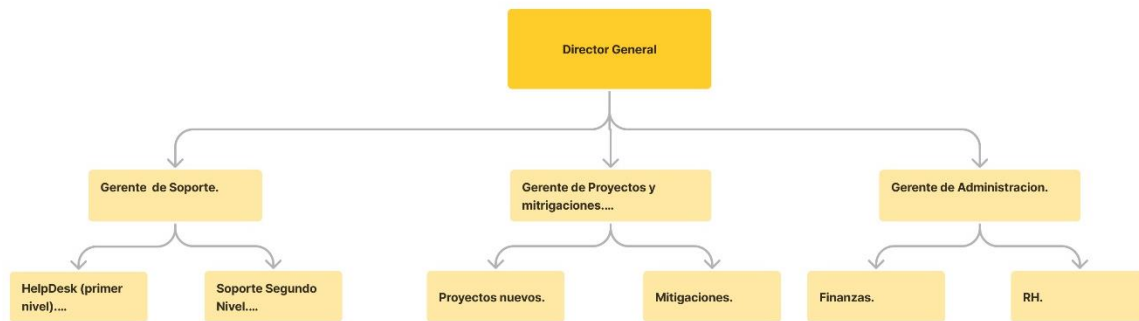 Director General
Gerente de Soporte.
Gerente de Proyectos y
mitrigaciones....
Gerente de Administracion.
HelpDesk (primer
nivel)....
Soporte Segundo
Nivel....
Proyectos nuevos.
Mitigaciones.
Finanzas.
RH.